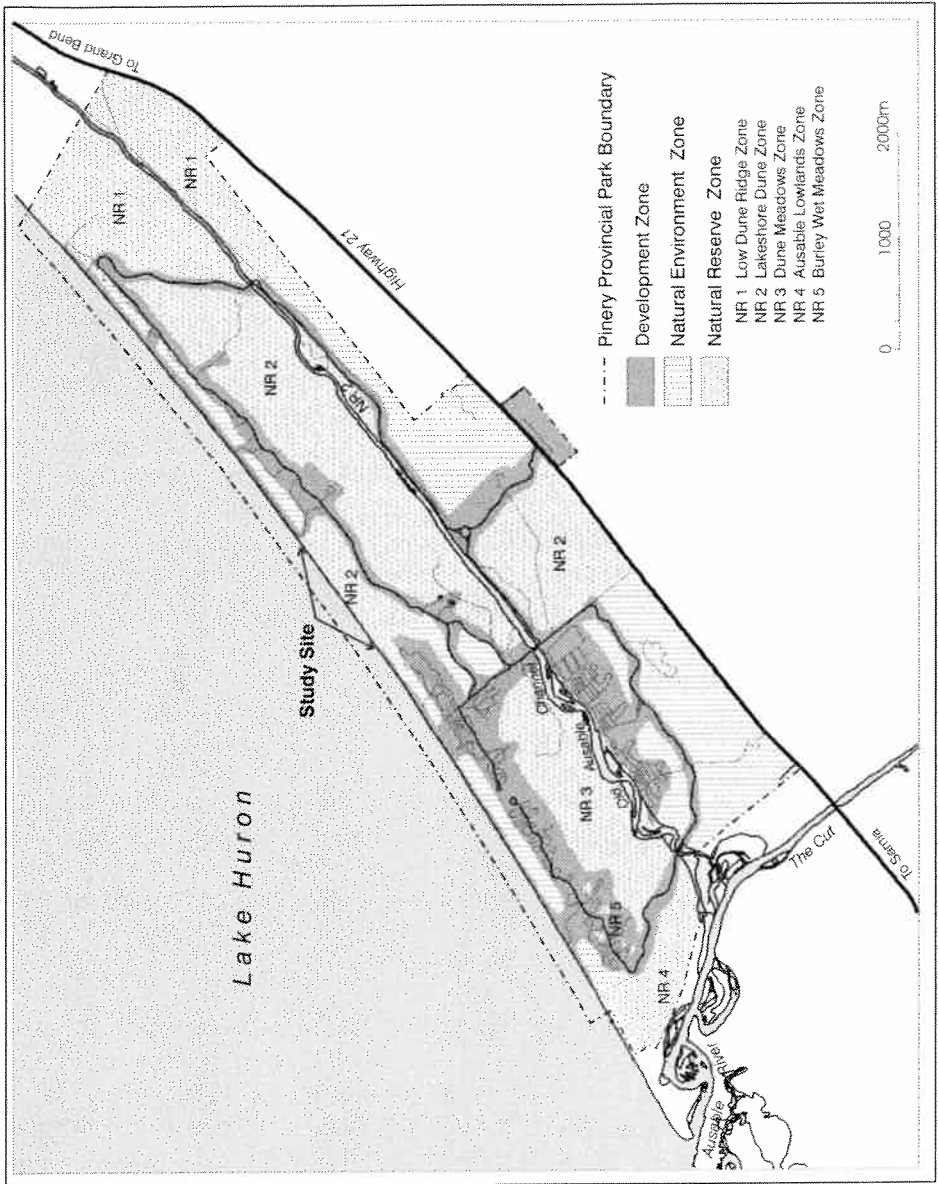 Lake Huron
Study Site
To Grand Bend
NR 1
NR 1
Highway 21
NR 2
NR 2
NR 2
NR 2
Old Ausable Channel
NR 3
NR 5
NR 4
The Cut
To Sarnia
Ausable River
Pinery Provincial Park Boundary
Development Zone
Natural Environment Zone
Natural Reserve Zone
NR 1 Low Dune Ridge Zone
NR 2 Lakeshore Dune Zone
NR 3 Dune Meadows Zone
NR 4 Ausable Lowlands Zone
NR 5 Burley Wet Meadows Zone
0 1000 2000m